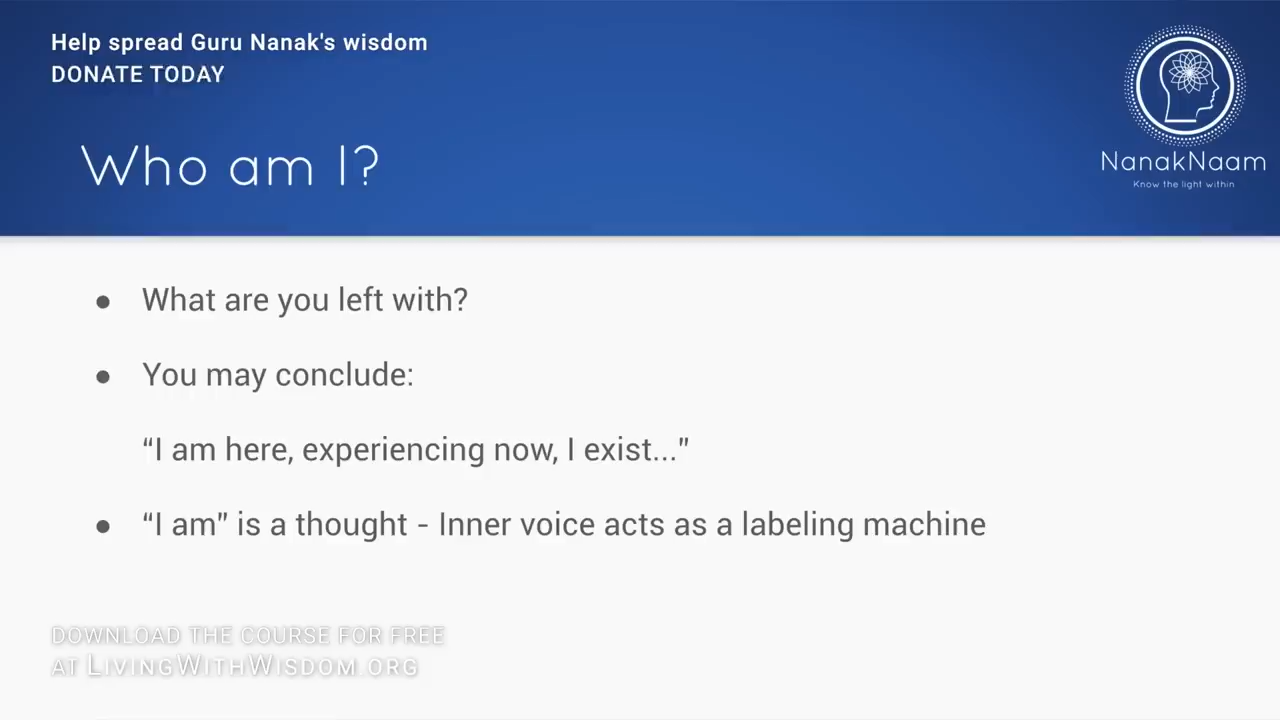 Help spread Guru Nanak's wisdom
DONATE TODAY
Who am I?
NanakNaam
Know the light within
● What are you left with?
● You may conclude:
“I am here, experiencing now, I exist...”
● “I am” is a thought - Inner voice acts as a labeling machine
DOWNLOAD THE COURSE FOR FREE
AT LIVINGWITHWISDOM.ORG